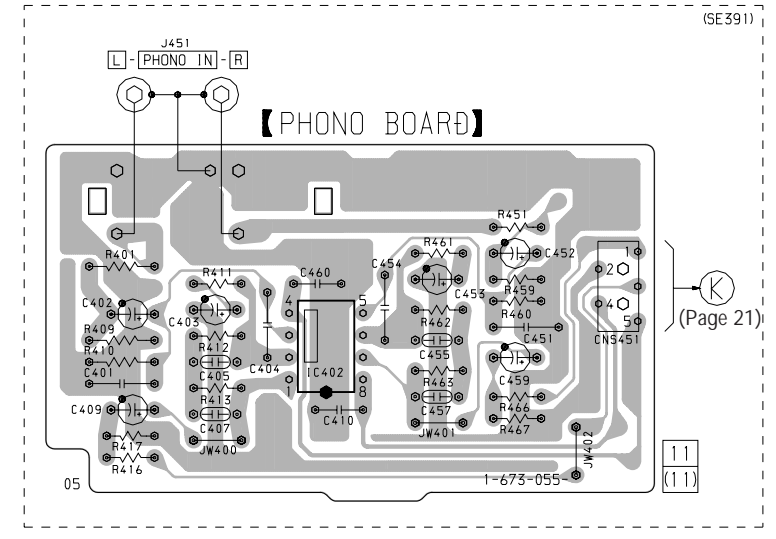 (SE391)
J451
L - PHONO IN - R
【PHONO BOARD】
R451
R401
R461
C452
1
R411
C460
C454
2
C402
4
5
C453
R459
K
C403
R462
R460
4
(Page 21)
R409
R412
C451
5
R410
C404
C455
CNS451
C401
C405
IC402
R463
C459
R413
1
8
C409
C457
R466
C407
C410
R467
R417
JW400
JW401
JW402
R416
11
05
1-673-055-
(11)